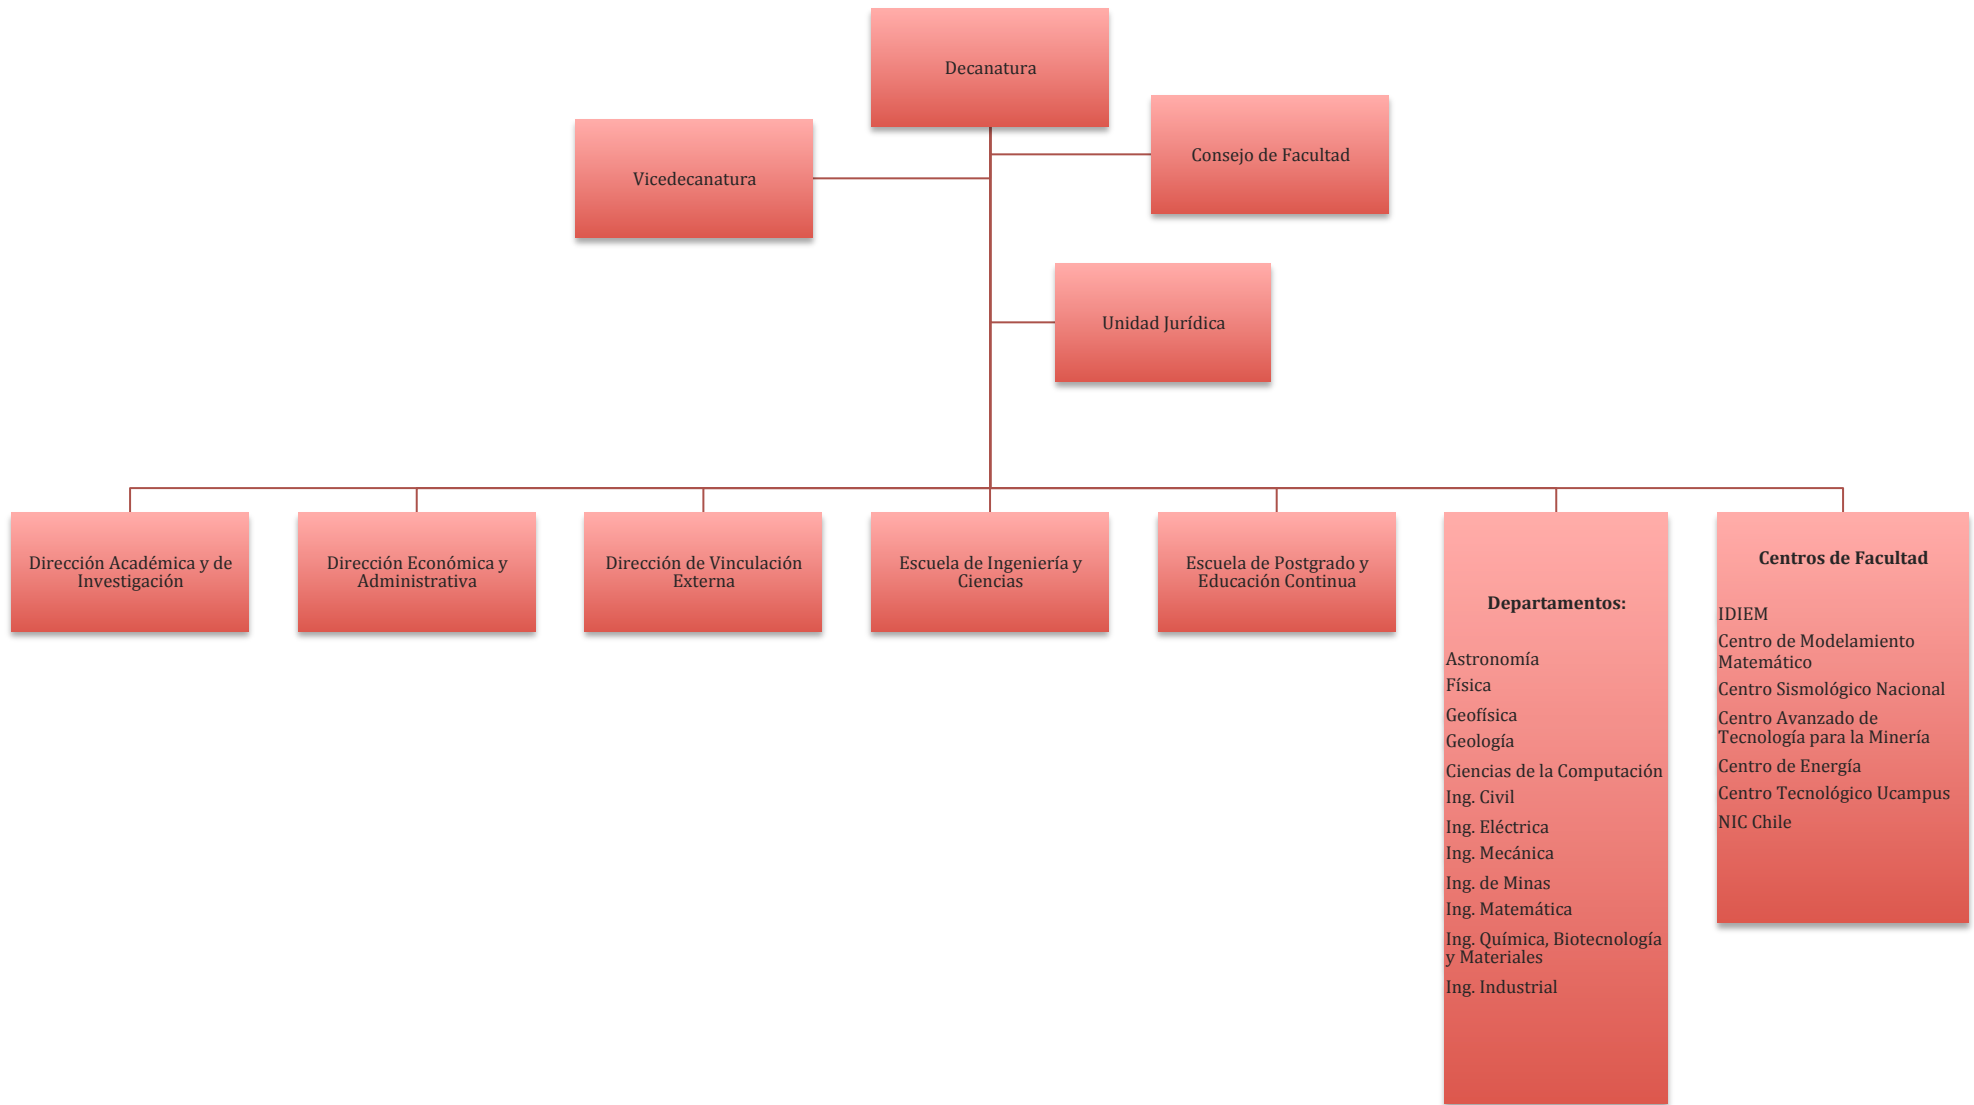 Decanatura
Consejo de Facultad
Vicedecanatura
Unidad Jurídica
Dirección Académica y de
Investigación
Dirección Económica y
Administrativa
Dirección de Vinculación
Externa
Escuela de Ingeniería y
Ciencias
Escuela de Postgrado y
Educación Continua
Departamentos:
Astronomía
Física
Geofísica
Geología
Ciencias de la Computación
Ing. Civil
Ing. Eléctrica
Ing. Mecánica
Ing. de Minas
Ing. Matemática
Ing. Química, Biotecnología
y Materiales
Ing. Industrial
Centros de Facultad
IDIEM
Centro de Modelamiento
Matemático
Centro Sismológico Nacional
Centro Avanzado de
Tecnología para la Minería
Centro de Energía
Centro Tecnológico Ucampus
NIC Chile